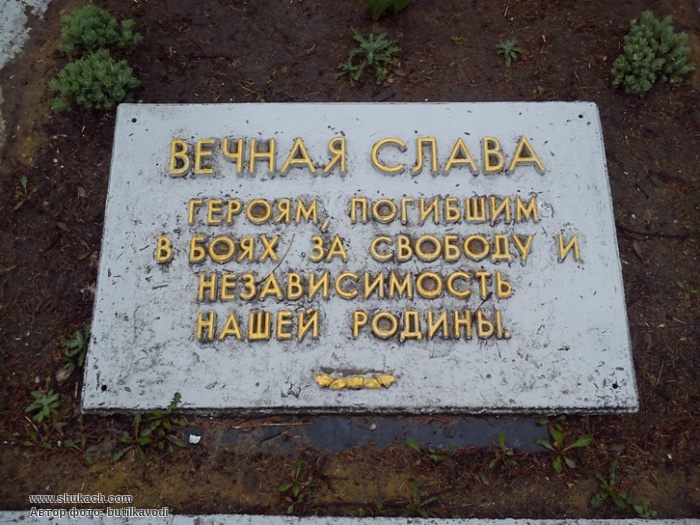 ВЕЧНАЯ СЛАВА
ГЕРОЯМ, ПОГИБШИМ
В БОЯХ ЗА СВОБОДУ И
НЕЗАВИСИМОСТЬ
НАШЕЙ РОДИНЫ.
www.shukach.com
Автор фото: butilkavodi